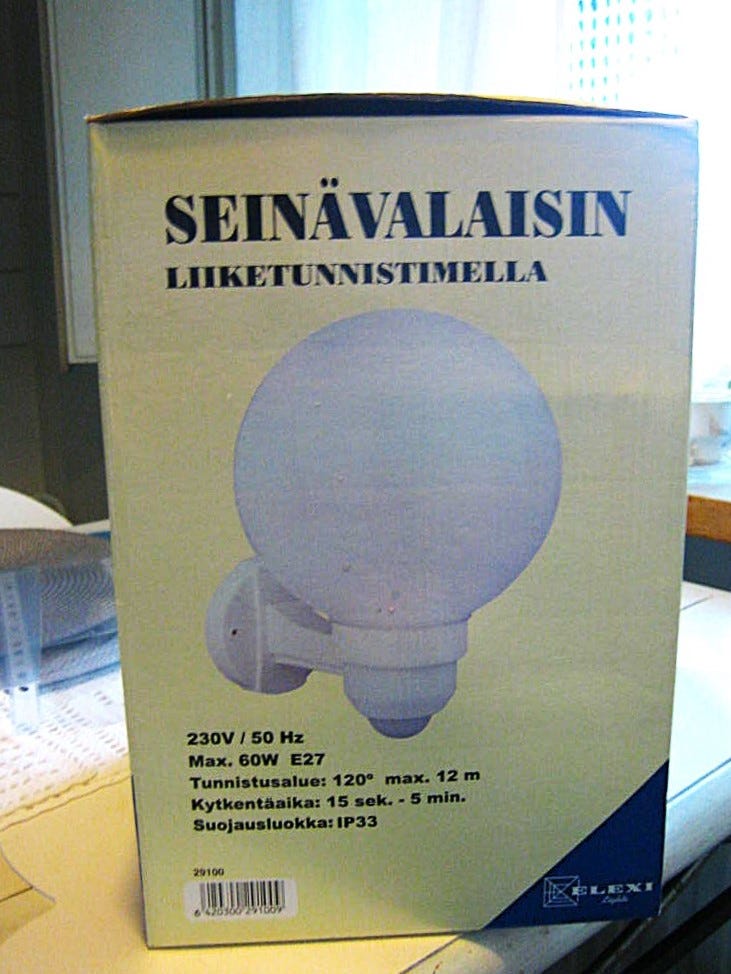 SEINÄVALAISIN
LIIKETUNNISTIMELLA
230V / 50 Hz
Max. 60W E27
Tunnistusalue: 120° max. 12 m
Kytkentäaika: 15 sek. - 5 min.
Suojausluokka: IP33
29100
6 420300 291009
ELEXI
Lights